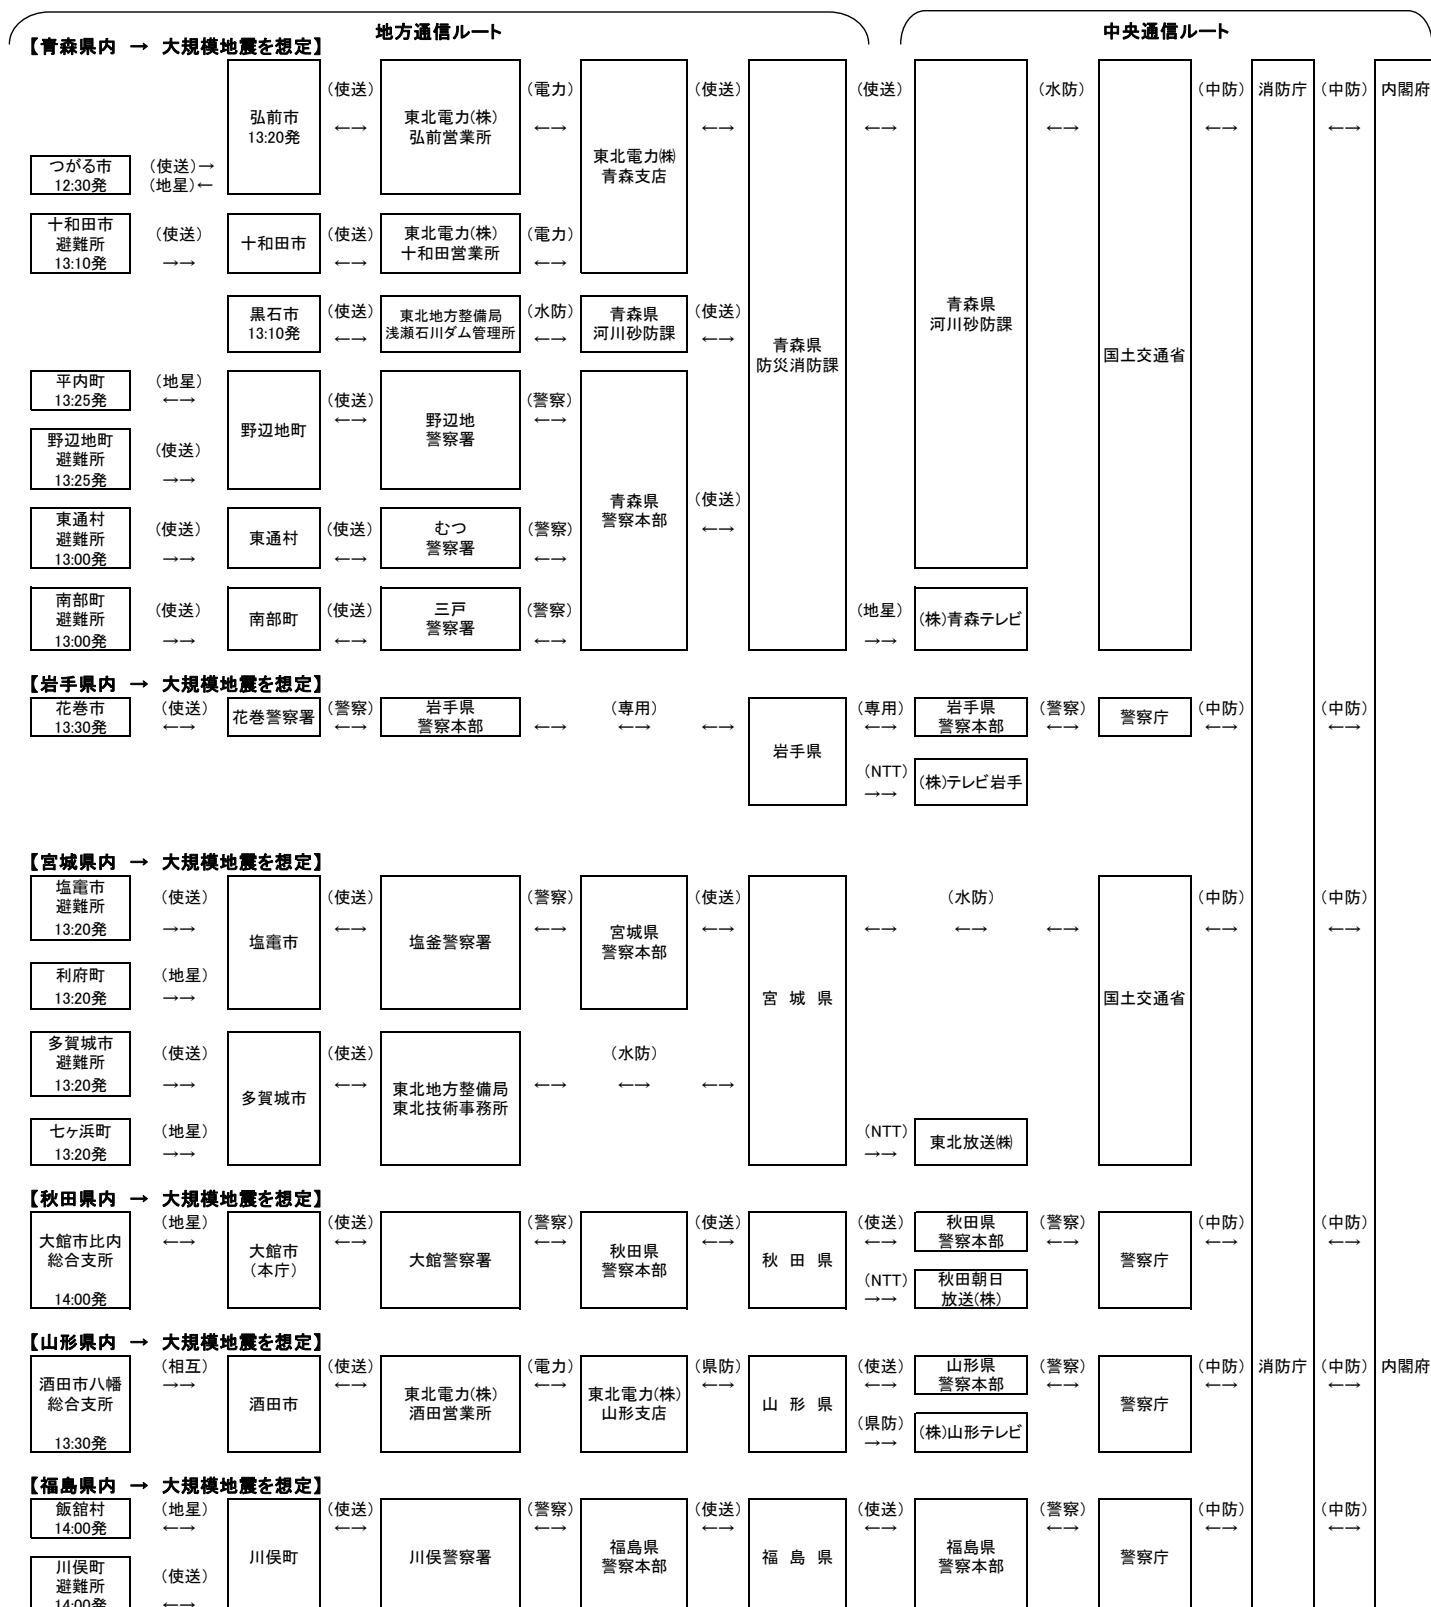 地方通信ルート
中央通信ルート
【青森県内 → 大規模地震を想定】
(使送)
(電力)
(使送)
(使送)
(水防)
(中防)
消防庁
(中防)
内閣府
弘前市
13:20発
←→
東北電力(株)
弘前営業所
←→
←→
←→
←→
←→
←→
東北電力㈱
青森支店
つがる市
12:30発
(使送)→
(地星)←
十和田市
避難所
13:10発
(使送)
→→
十和田市
(使送)
←→
東北電力(株)
十和田営業所
(電力)
←→
黒石市
13:10発
(使送)
←→
東北地方整備局
浅瀬石川ダム管理所
(水防)
←→
青森県
河川砂防課
(使送)
←→
青森県
防災消防課
青森県
河川砂防課
国土交通省
平内町
13:25発
(地星)
←→
野辺地町
(使送)
←→
野辺地
警察署
(警察)
←→
野辺地町
避難所
13:25発
(使送)
→→
青森県
警察本部
(使送)
←→
東通村
避難所
13:00発
(使送)
→→
東通村
(使送)
←→
むつ
警察署
(警察)
←→
南部町
避難所
13:00発
(使送)
→→
南部町
(使送)
←→
三戸
警察署
(警察)
←→
(地星)
→→
(株)青森テレビ
【岩手県内 → 大規模地震を想定】
花巻市
13:30発
(使送)
←→
花巻警察署
(警察)
←→
岩手県
警察本部
←→
(専用)
←→
←→
岩手県
(専用)
←→
岩手県
警察本部
(警察)
←→
警察庁
(中防)
←→
(中防)
←→
(NTT)
→→
(株)テレビ岩手
【宮城県内 → 大規模地震を想定】
塩竈市
避難所
13:20発
(使送)
→→
塩竈市
(使送)
←→
塩釜警察署
(警察)
←→
宮城県
警察本部
(使送)
←→
宮 城 県
←→
(水防)
←→
←→
国土交通省
(中防)
←→
(中防)
←→
利府町
13:20発
(地星)
→→
多賀城市
避難所
13:20発
(使送)
→→
多賀城市
(使送)
←→
東北地方整備局
東北技術事務所
←→
(水防)
←→
←→
七ヶ浜町
13:20発
(地星)
→→
(NTT)
→→
東北放送㈱
【秋田県内 → 大規模地震を想定】
大館市比内
総合支所
14:00発
(地星)
←→
大館市
(本庁)
(使送)
←→
大館警察署
(警察)
←→
秋田県
警察本部
(使送)
←→
秋 田 県
(使送)
←→
秋田県
警察本部
(警察)
←→
警察庁
(中防)
←→
(中防)
←→
(NTT)
→→
秋田朝日
放送(株)
【山形県内 → 大規模地震を想定】
酒田市八幡
総合支所
13:30発
(相互)
→→
酒田市
(使送)
←→
東北電力(株)
酒田営業所
(電力)
←→
東北電力(株)
山形支店
(県防)
←→
山 形 県
(使送)
←→
山形県
警察本部
(警察)
←→
警察庁
(中防)
←→
消防庁
(中防)
←→
内閣府
(県防)
→→
(株)山形テレビ
【福島県内 → 大規模地震を想定】
飯舘村
14:00発
(地星)
←→
川俣町
(使送)
←→
川俣警察署
(警察)
←→
福島県
警察本部
(使送)
←→
福 島 県
(使送)
←→
福島県
警察本部
(警察)
←→
警察庁
(中防)
←→
(中防)
←→
川俣町
避難所
14:00発
(使送)
←→